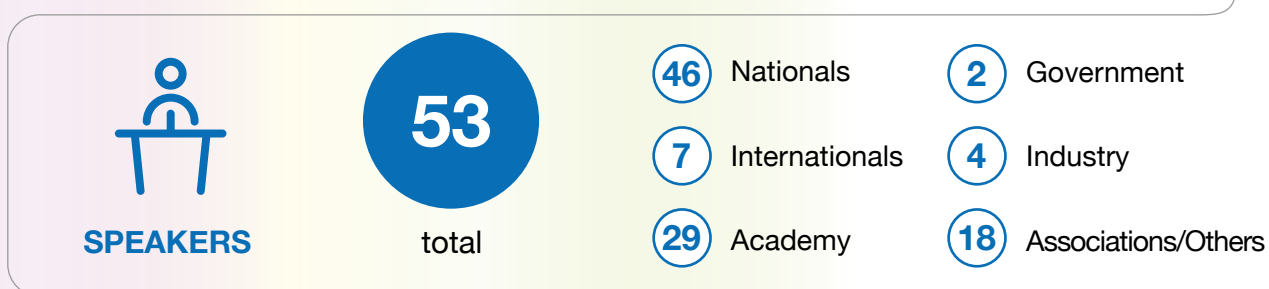 SPEAKERS
53
total
46 Nationals
7 Internationals
29 Academy
2 Government
4 Industry
18 Associations/Others